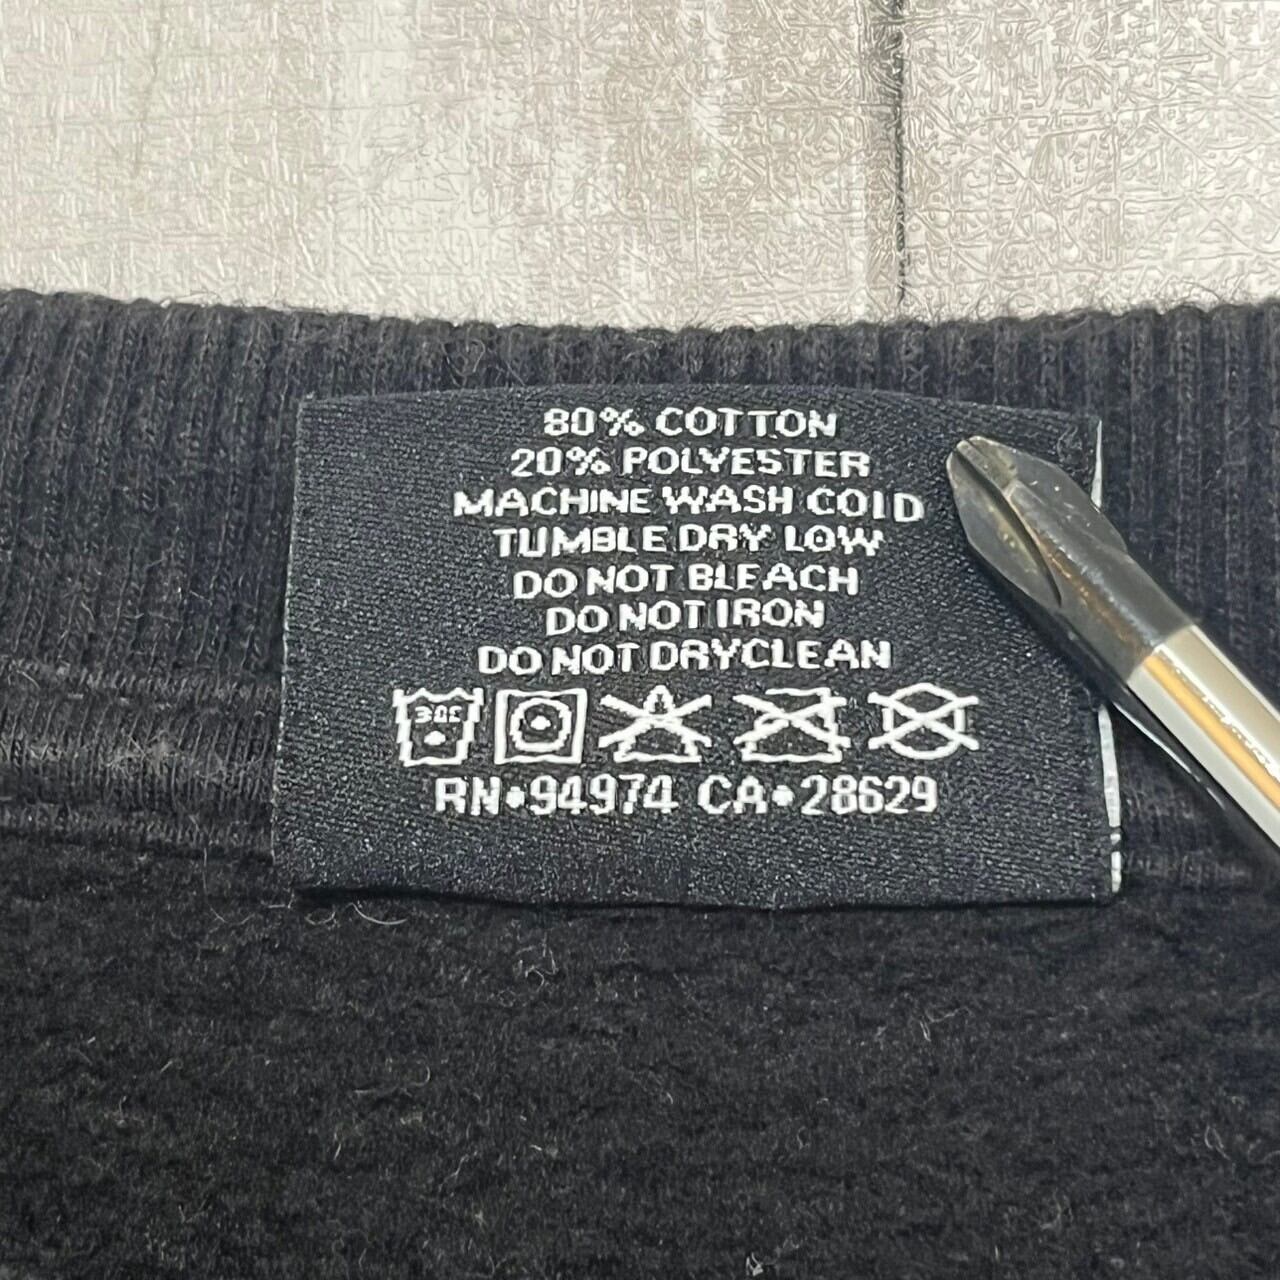 80% COTTON
20% POLYESTER
MACHINE WASH COLD
TUMBLE DRY LOW
DO NOT BLEACH
DO NOT IRON
DO NOT DRYCLEAN
RN•94974 CA•28629